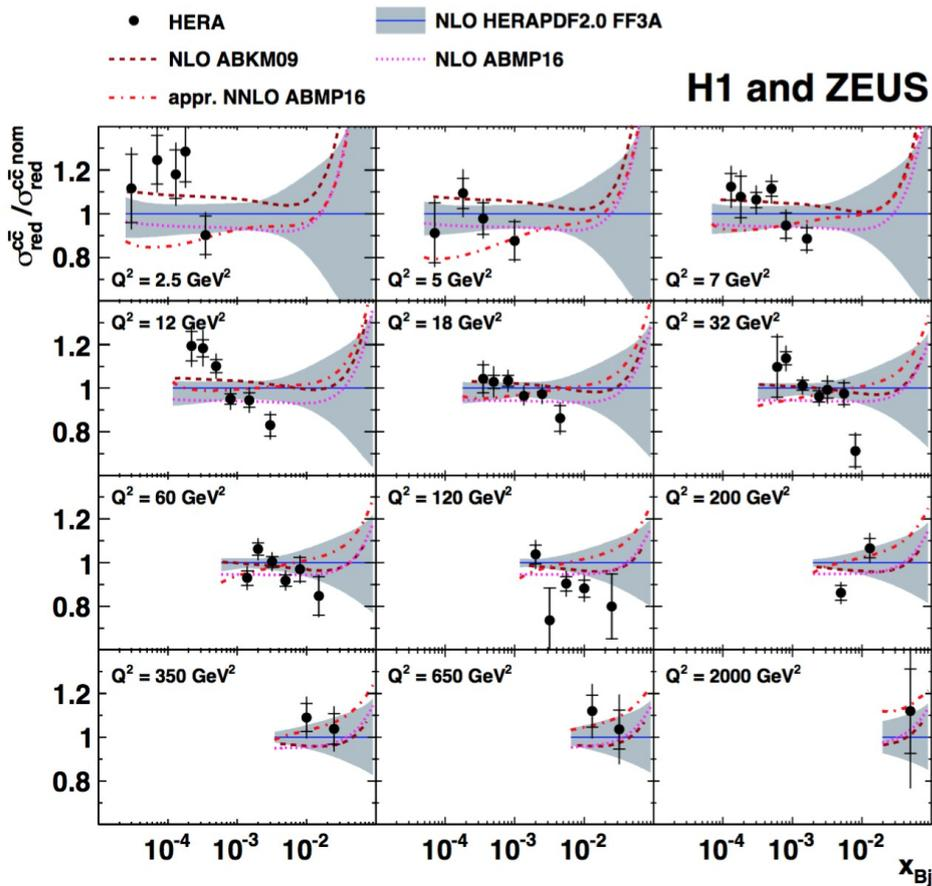 HERA
NLO HERAPDF2.0 FF3A
NLO ABKM09
NLO ABMP16
appr. NNLO ABMP16
H1 and ZEUS
σ_red^cc̄ / σ_red^cc̄ nom
1.2
1
0.8
Q² = 2.5 GeV²
Q² = 5 GeV²
Q² = 7 GeV²
1.2
1
0.8
Q² = 12 GeV²
Q² = 18 GeV²
Q² = 32 GeV²
1.2
1
0.8
Q² = 60 GeV²
Q² = 120 GeV²
Q² = 200 GeV²
1.2
1
0.8
Q² = 350 GeV²
Q² = 650 GeV²
Q² = 2000 GeV²
10⁻⁴ 10⁻³ 10⁻² 10⁻⁴ 10⁻³ 10⁻² 10⁻⁴ 10⁻³ 10⁻²
x_Bj